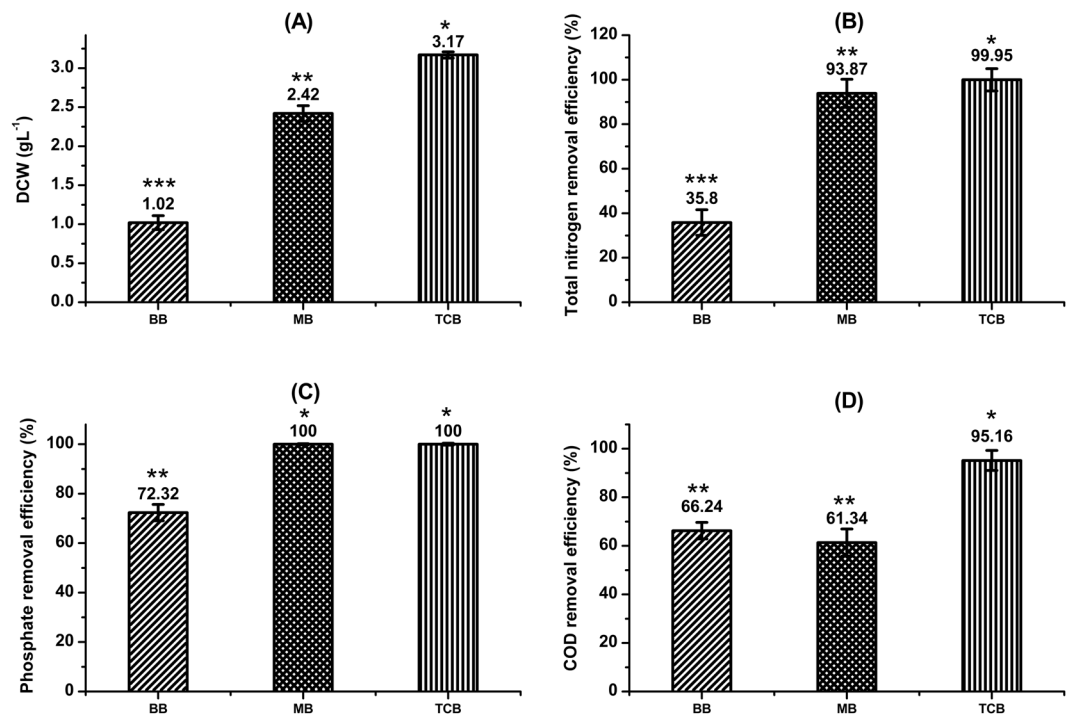 (A)
DCW (gL⁻¹)
3.0
2.5
2.0
1.5
1.0
0.5
0.0
***
1.02
**
2.42
*
3.17
BB
MB
TCB
(B)
Total nitrogen removal efficiency (%)
120
100
80
60
40
20
0
***
35.8
**
93.87
*
99.95
BB
MB
TCB
(C)
Phosphate removal efficiency (%)
100
80
60
40
20
0
**
72.32
*
100
*
100
BB
MB
TCB
(D)
COD removal efficiency (%)
100
80
60
40
20
0
**
66.24
**
61.34
*
95.16
BB
MB
TCB